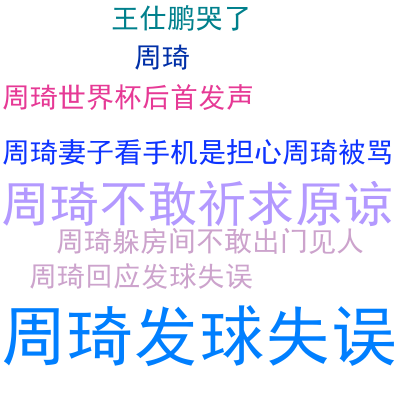 王仕鹏哭了
周琦
周琦世界杯后首发声
周琦妻子看手机是担心周琦被骂
周琦不敢祈求原谅
周琦躲房间不敢出门见人
周琦回应发球失误
周琦发球失误